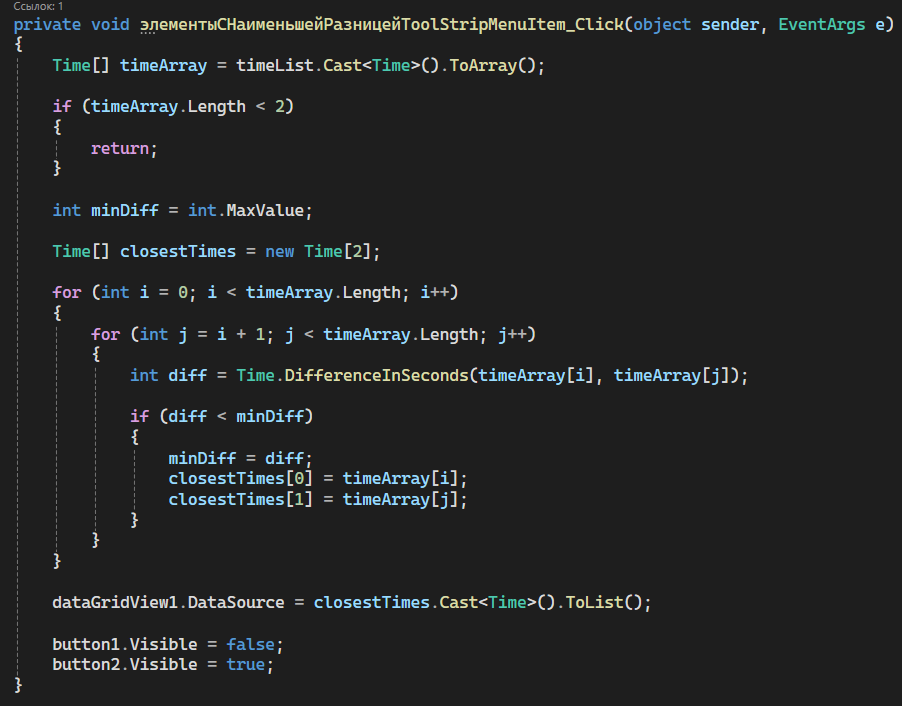 Ссылок: 1
private void элементыСНаименьшейРазницейToolStripMenuItem_Click(object sender, EventArgs e)
{
    Time[] timeArray = timeList.Cast<Time>().ToArray();
    if (timeArray.Length < 2)
    {
        return;
    }
    int minDiff = int.MaxValue;
    Time[] closestTimes = new Time[2];
    for (int i = 0; i < timeArray.Length; i++)
    {
        for (int j = i + 1; j < timeArray.Length; j++)
        {
            int diff = Time.DifferenceInSeconds(timeArray[i], timeArray[j]);
            if (diff < minDiff)
            {
                minDiff = diff;
                closestTimes[0] = timeArray[i];
                closestTimes[1] = timeArray[j];
            }
        }
    }
    dataGridView1.DataSource = closestTimes.Cast<Time>().ToList();
    button1.Visible = false;
    button2.Visible = true;
}